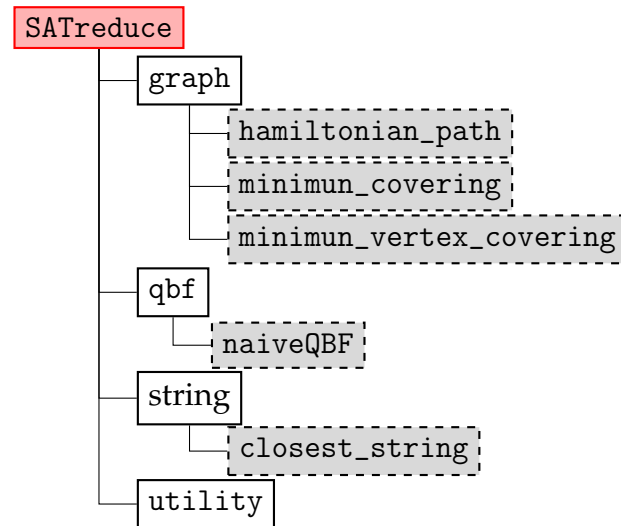 SATreduce
graph
hamiltonian_path
minimun_covering
minimun_vertex_covering
qbf
naiveQBF
string
closest_string
utility